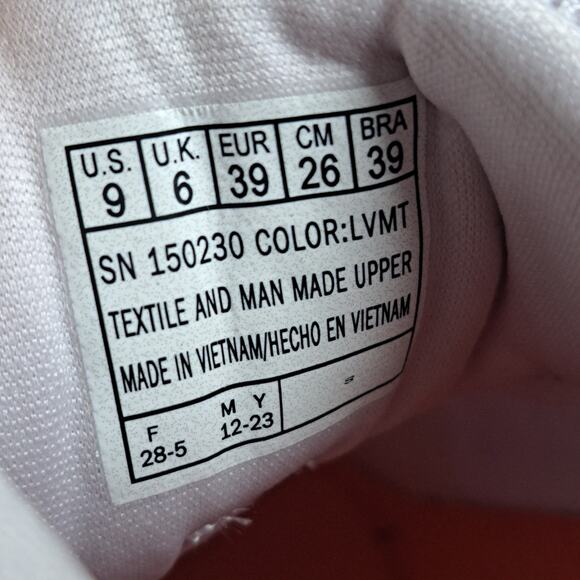 U.S. U.K. EUR CM BRA
9 6 39 26 39
SN 150230 COLOR:LVMT
TEXTILE AND MAN MADE UPPER
MADE IN VIETNAM/HECHO EN VIETNAM
F M Y
28-5 12-23